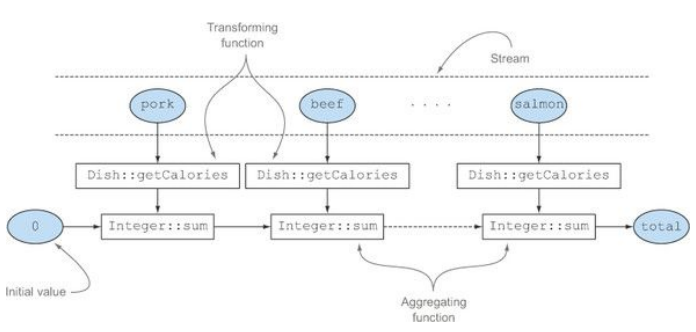 Transforming
function
Stream
pork
beef
. . . .
salmon
Dish::getCalories
Dish::getCalories
Dish::getCalories
0
Integer::sum
Integer::sum
Integer::sum
total
Initial value
Aggregating
function